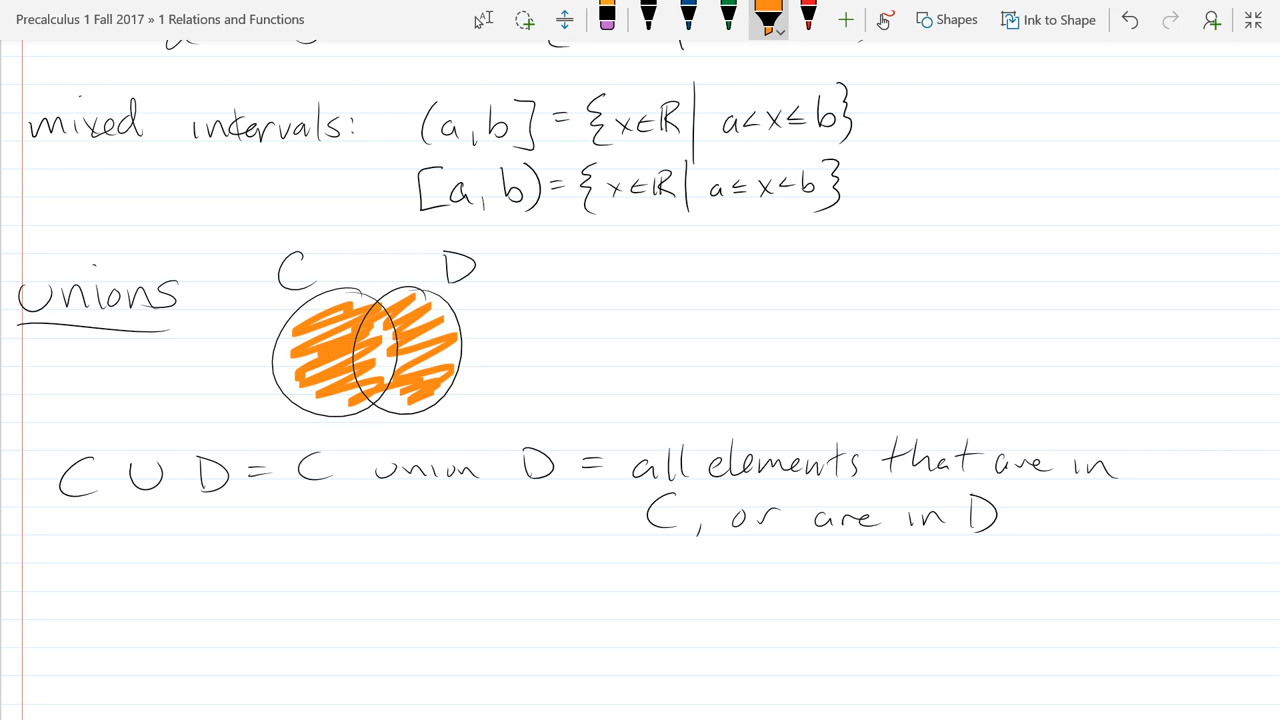 Precalculus 1 Fall 2017 » 1 Relations and Functions
Shapes
Ink to Shape
mixed intervals: (a, b] = {x∈ℝ | a<x≤b}
[a, b) = {x∈ℝ | a≤x<b}
Unions
C D
C ∪ D = C union D = all elements that are in
C, or are in D